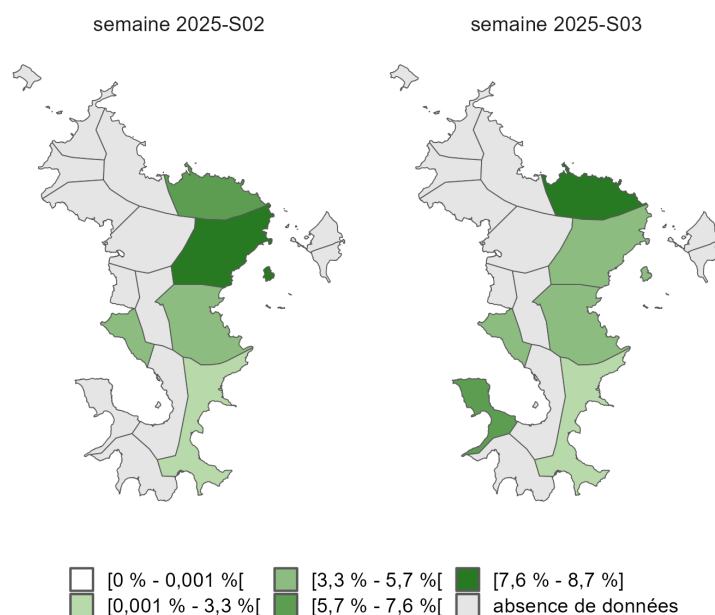 semaine 2025-S02
semaine 2025-S03
[0 % - 0,001 %[
[3,3 % - 5,7 %[
[7,6 % - 8,7 %]
[0,001 % - 3,3 %[
[5,7 % - 7,6 %[
absence de données